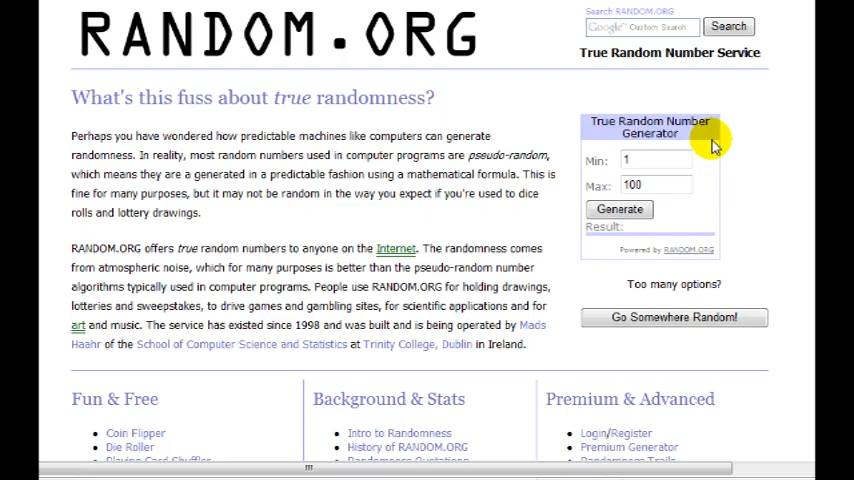 RANDOM.ORG
Search RANDOM.ORG
Google™ Custom Search
Search
True Random Number Service
What's this fuss about true randomness?
Perhaps you have wondered how predictable machines like computers can generate
randomness. In reality, most random numbers used in computer programs are pseudo-random,
which means they are a generated in a predictable fashion using a mathematical formula. This is
fine for many purposes, but it may not be random in the way you expect if you're used to dice
rolls and lottery drawings.
RANDOM.ORG offers true random numbers to anyone on the Internet. The randomness comes
from atmospheric noise, which for many purposes is better than the pseudo-random number
algorithms typically used in computer programs. People use RANDOM.ORG for holding drawings,
lotteries and sweepstakes, to drive games and gambling sites, for scientific applications and for
art and music. The service has existed since 1998 and was built and is being operated by Mads
Haahr of the School of Computer Science and Statistics at Trinity College, Dublin in Ireland.
True Random Number
Generator
Min: 1
Max: 100
Generate
Result:
Powered by RANDOM.ORG
Too many options?
Go Somewhere Random!
Fun & Free
Coin Flipper
Die Roller
Playing Card Shuffler
Background & Stats
Intro to Randomness
History of RANDOM.ORG
Randomness Quotations
Premium & Advanced
Login/Register
Premium Generator